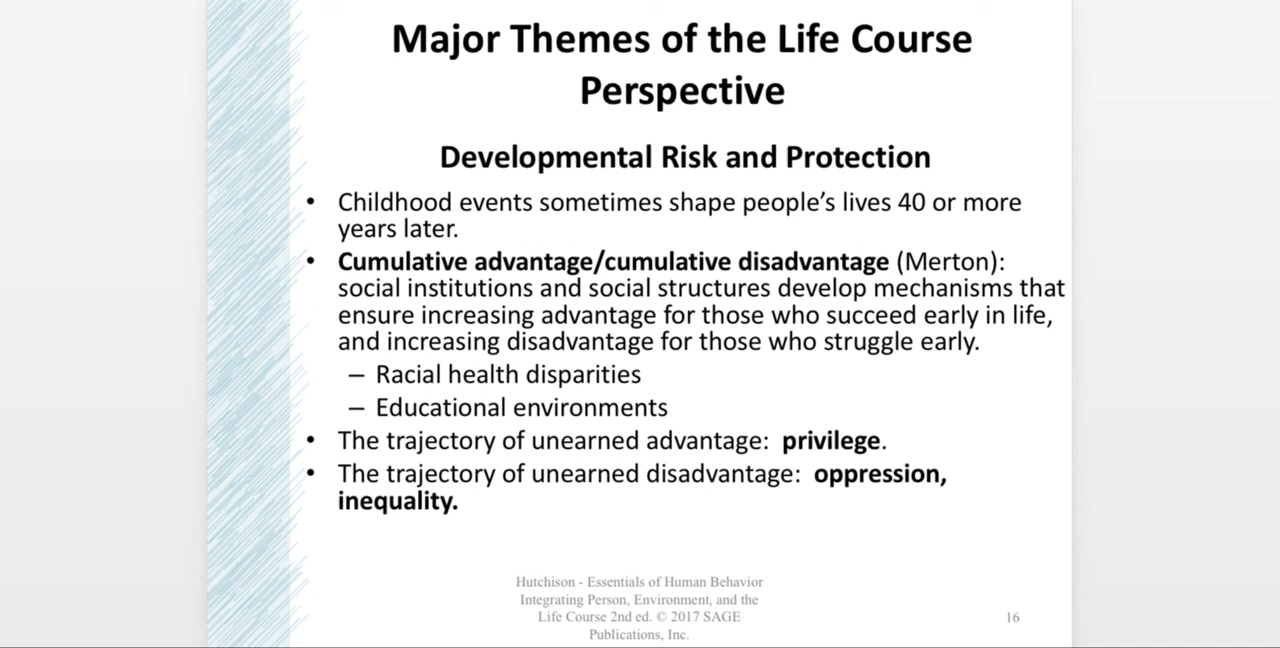 Major Themes of the Life Course
Perspective
Developmental Risk and Protection
• Childhood events sometimes shape people’s lives 40 or more
years later.
• Cumulative advantage/cumulative disadvantage (Merton):
social institutions and social structures develop mechanisms that
ensure increasing advantage for those who succeed early in life,
and increasing disadvantage for those who struggle early.
– Racial health disparities
– Educational environments
• The trajectory of unearned advantage:  privilege.
• The trajectory of unearned disadvantage:  oppression,
inequality.
Hutchison - Essentials of Human Behavior
Integrating Person, Environment, and the
Life Course 2nd ed. © 2017 SAGE
Publications, Inc.
16